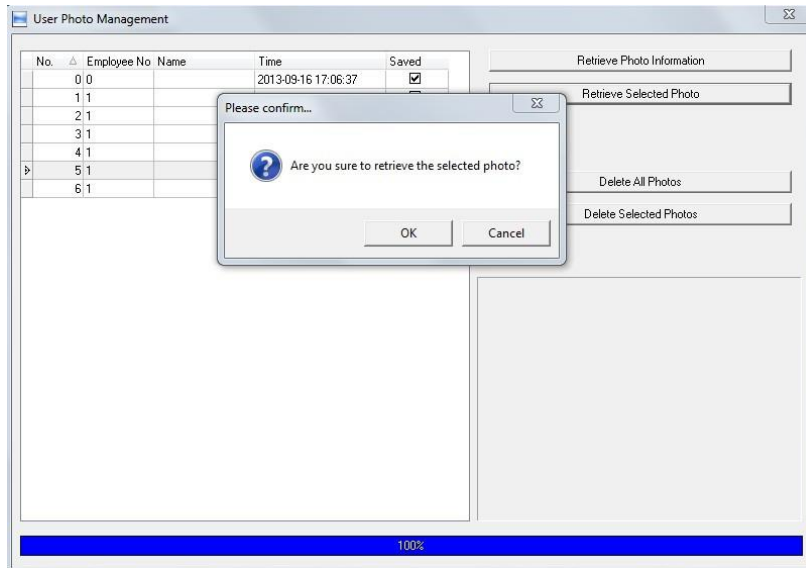 User Photo Management
No. Employee No Name Time Saved
0 0 2013-09-16 17:06:37
1 1
2 1
3 1
4 1
5 1
6 1
Retrieve Photo Information
Retrieve Selected Photo
Delete All Photos
Delete Selected Photos
Please confirm...
Are you sure to retrieve the selected photo?
OK Cancel
100%